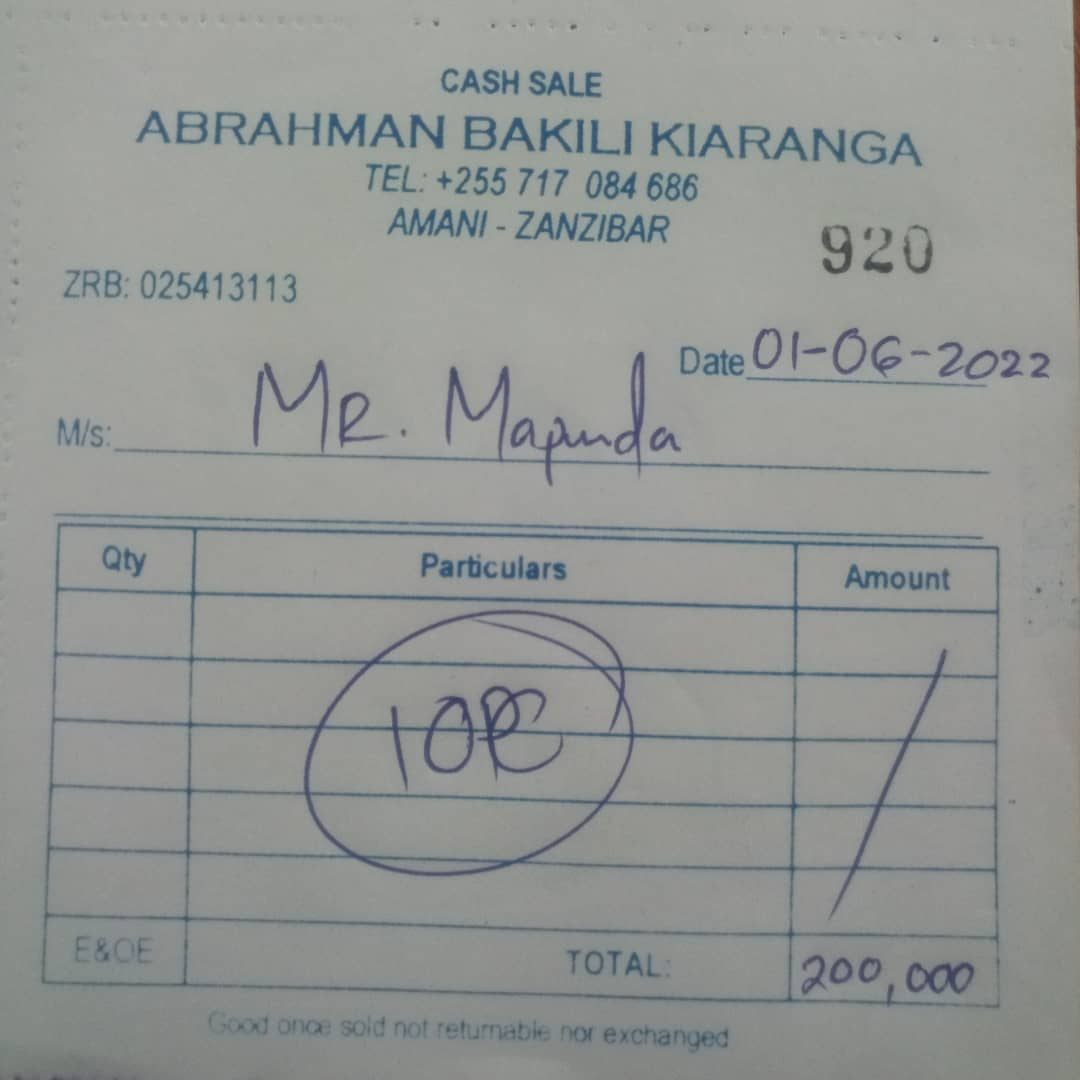 CASH SALE
ABRAHMAN BAKILI KIARANGA
TEL: +255 717 084 686
AMANI - ZANZIBAR
920
ZRB: 025413113
Date 01-06-2022
M/s: MR. Mapunda
Qty Particulars Amount
10PC
E&OE TOTAL: 200,000
Good once sold not returnable nor exchanged